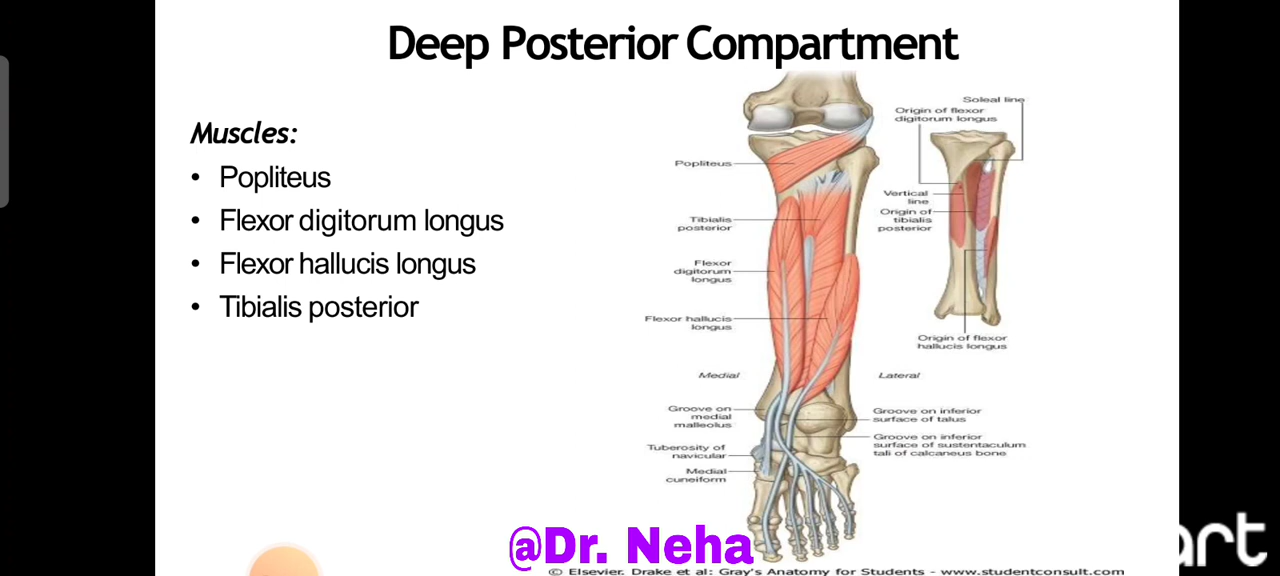 Deep Posterior Compartment
Muscles:
• Popliteus
• Flexor digitorum longus
• Flexor hallucis longus
• Tibialis posterior
Popliteus
Tibialis
posterior
Flexor
digitorum
longus
Flexor hallucis
longus
Medial
Lateral
Groove on
medial
malleolus
Tuberosity of
navicular
Medial
cuneiform
Soleal line
Origin of flexor
digitorum longus
Vertical
line
Origin of
tibialis
posterior
Origin of flexor
hallucis longus
Groove on inferior
surface of talus
Groove on inferior
surface of sustentaculum
tali of calcaneus bone
@Dr. Neha
art
© Elsevier. Drake et al: Gray's Anatomy for Students - www.studentconsult.com